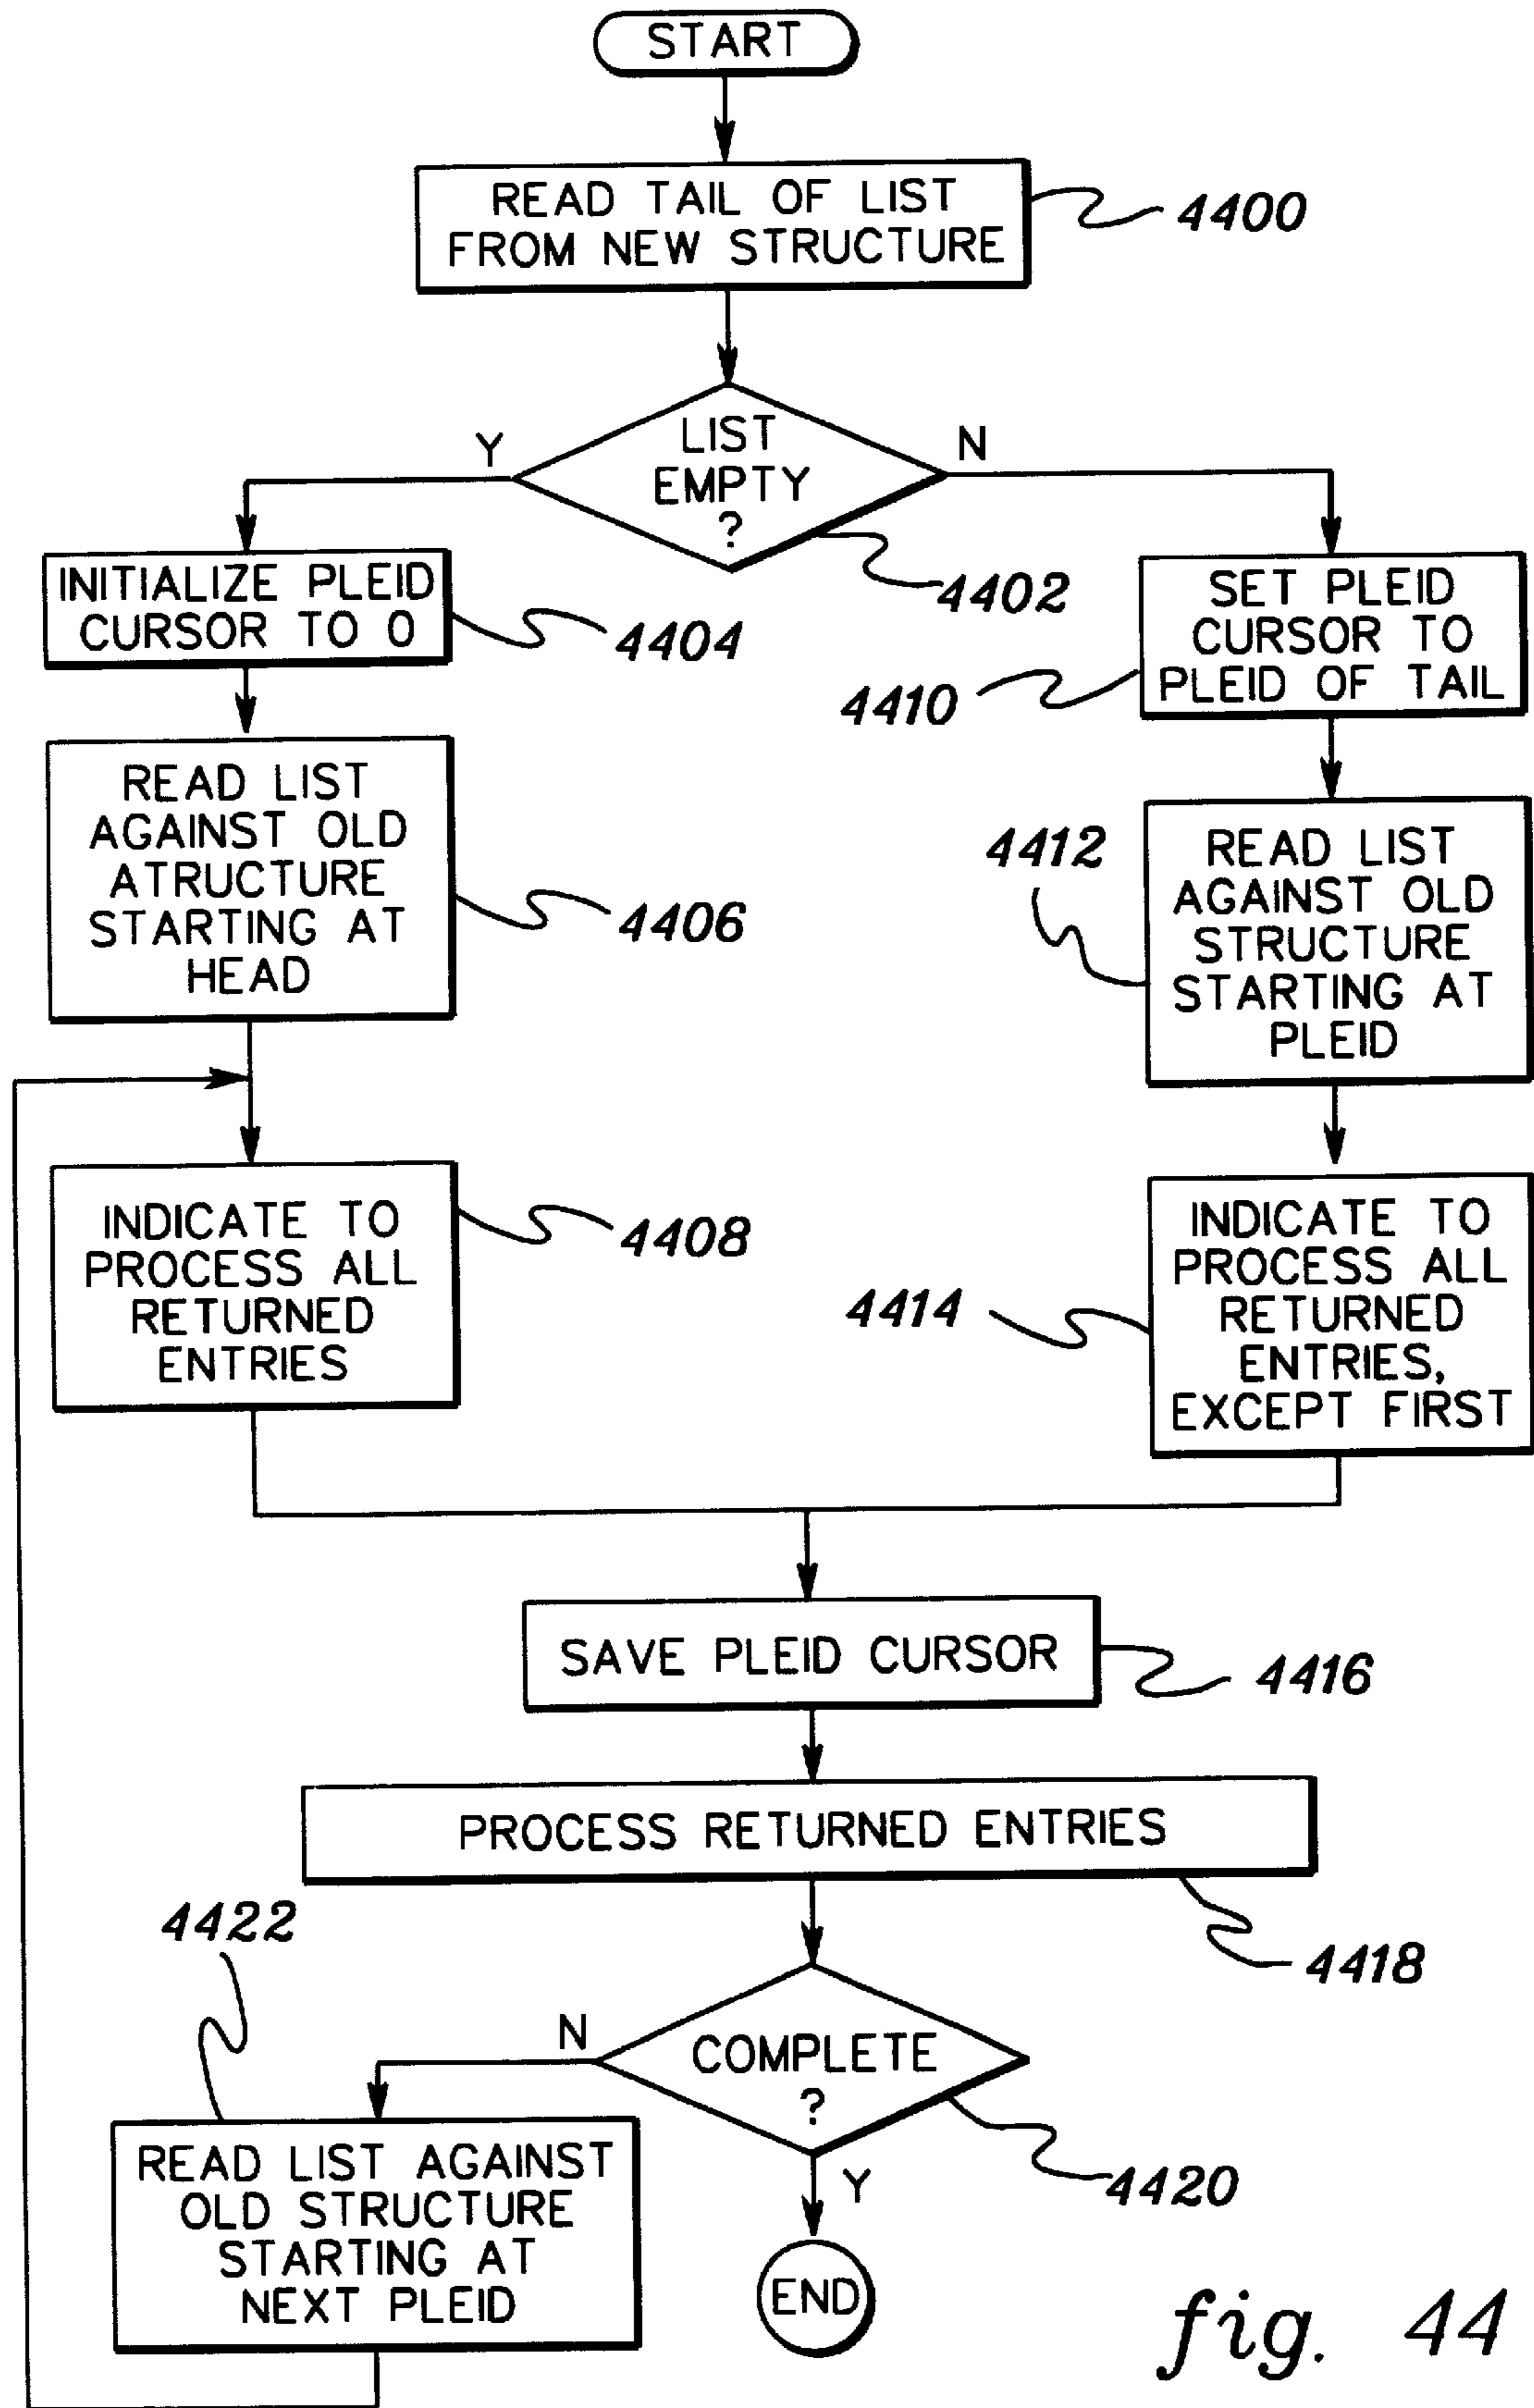 START
READ TAIL OF LIST
FROM NEW STRUCTURE
4400
LIST
EMPTY
?
Y
N
4402
INITIALIZE PLEID
CURSOR TO 0
4404
SET PLEID
CURSOR TO
PLEID OF TAIL
4410
READ LIST
AGAINST OLD
ATRUCTURE
STARTING AT
HEAD
4406
4412
READ LIST
AGAINST OLD
STRUCTURE
STARTING AT
PLEID
INDICATE TO
PROCESS ALL
RETURNED
ENTRIES
4408
4414
INDICATE TO
PROCESS ALL
RETURNED
ENTRIES,
EXCEPT FIRST
SAVE PLEID CURSOR
4416
PROCESS RETURNED ENTRIES
4418
4422
N
COMPLETE
?
4420
Y
READ LIST AGAINST
OLD STRUCTURE
STARTING AT
NEXT PLEID
END
fig. 44